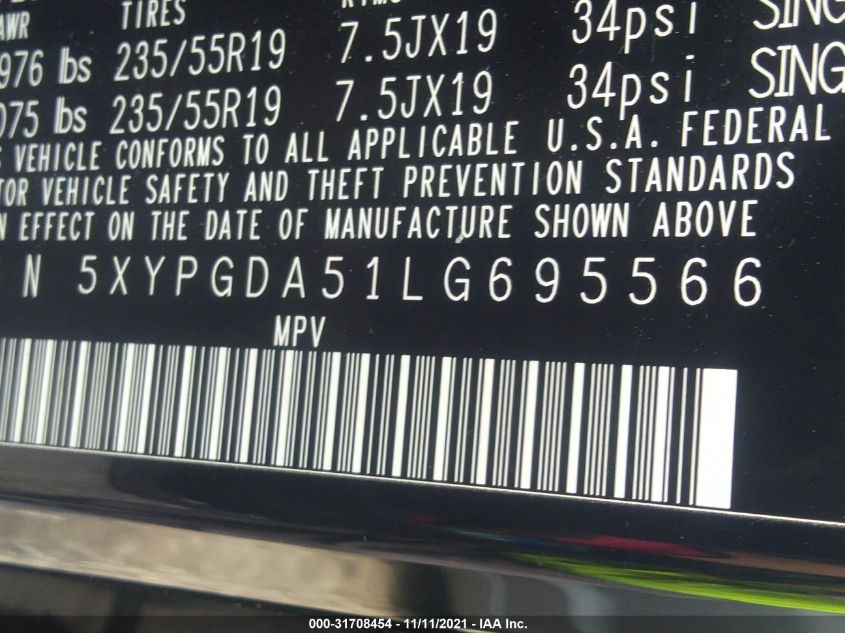 TIRES
976 lbs 235/55R19 7.5JX19 34psi SING
075 lbs 235/55R19 7.5JX19 34psi SING
VEHICLE CONFORMS TO ALL APPLICABLE U.S.A. FEDERAL
TOR VEHICLE SAFETY AND THEFT PREVENTION STANDARDS
N EFFECT ON THE DATE OF MANUFACTURE SHOWN ABOVE
N 5XYPGDA51LG695566
MPV
000-31708454 - 11/11/2021 - IAA Inc.